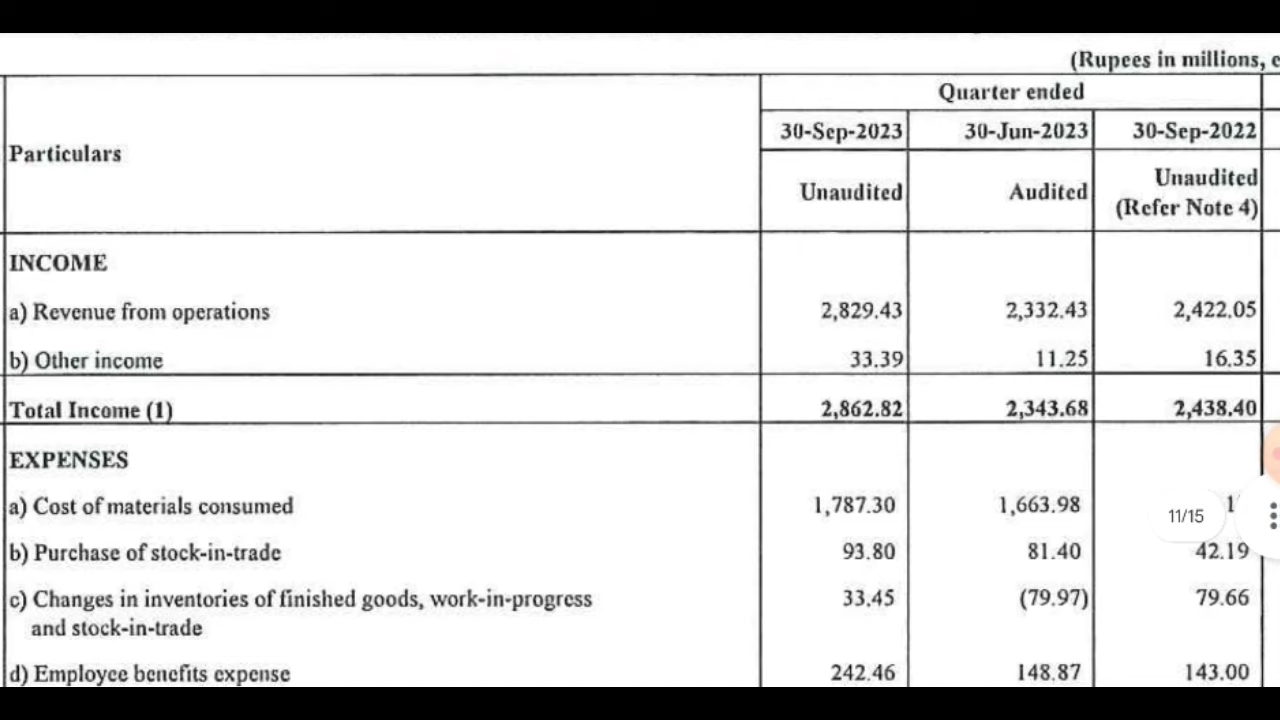 (Rupees in millions,
Quarter ended
Particulars 30-Sep-2023 30-Jun-2023 30-Sep-2022
Unaudited Audited Unaudited
(Refer Note 4)
INCOME
a) Revenue from operations 2,829.43 2,332.43 2,422.05
b) Other income 33.39 11.25 16.35
Total Income (1) 2,862.82 2,343.68 2,438.40
EXPENSES
a) Cost of materials consumed 1,787.30 1,663.98
11/15
b) Purchase of stock-in-trade 93.80 81.40 42.19
c) Changes in inventories of finished goods, work-in-progress 33.45 (79.97) 79.66
and stock-in-trade
d) Employee benefits expense 242.46 148.87 143.00